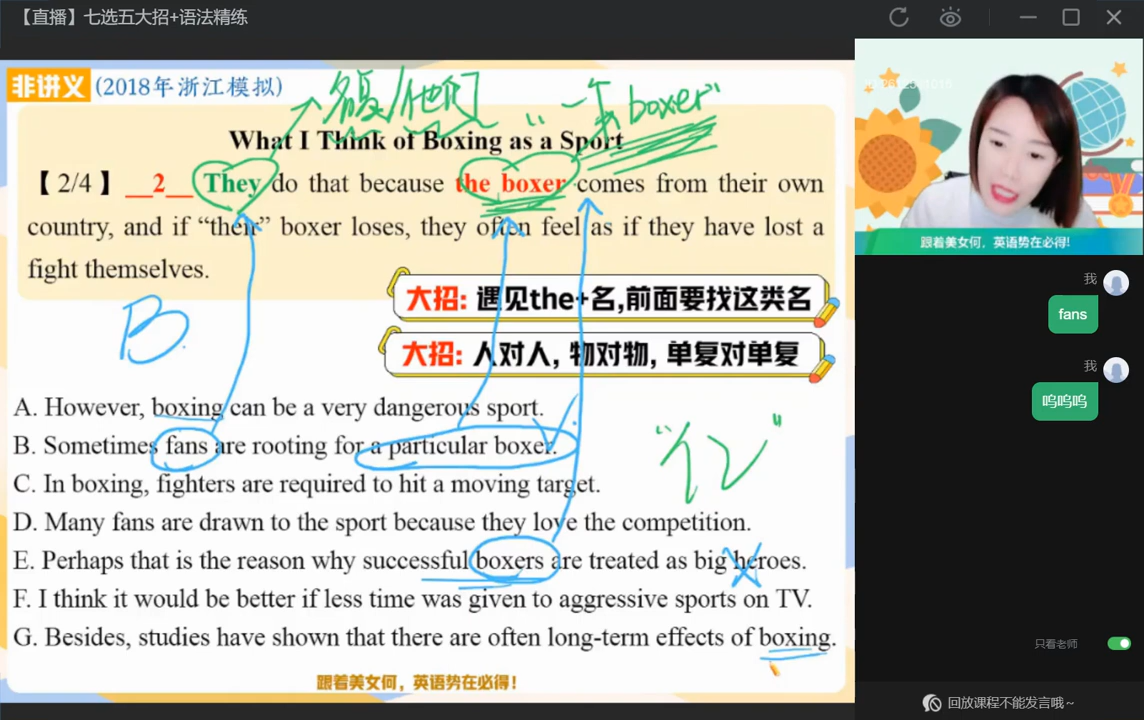 【直播】七选五大招+语法精练
非讲义 (2018年浙江模拟)
名复/他们
"一个boxer"
What I Think of Boxing as a Sport
【 2/4 】 __2__ They do that because the boxer comes from their own
country, and if “their” boxer loses, they often feel as if they have lost a
fight themselves.
大招: 遇见the+名,前面要找这类名
大招: 人对人, 物对物, 单复对单复
B
A. However, boxing can be a very dangerous sport.
B. Sometimes fans are rooting for a particular boxer.
C. In boxing, fighters are required to hit a moving target.
D. Many fans are drawn to the sport because they love the competition.
E. Perhaps that is the reason why successful boxers are treated as big heroes.
F. I think it would be better if less time was given to aggressive sports on TV.
G. Besides, studies have shown that there are often long-term effects of boxing.
跟着美女何，英语势在必得！
跟着美女何，英语势在必得!
我
fans
我
呜呜呜
只看老师
回放课程不能发言哦~